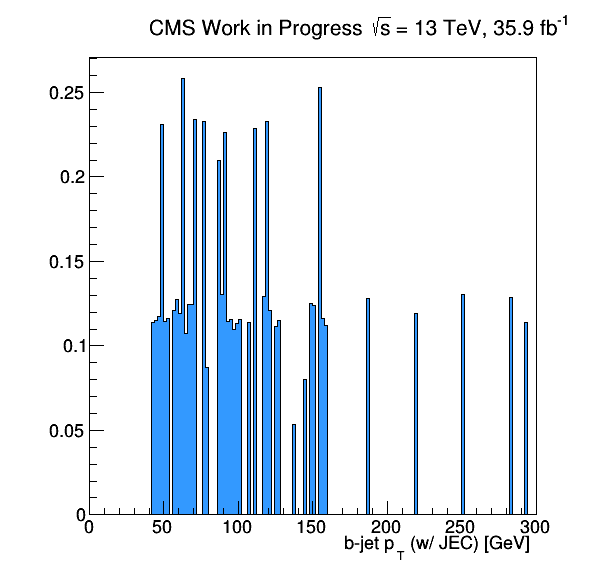 CMS Work in Progress √s = 13 TeV, 35.9 fb⁻¹
0.25
0.2
0.15
0.1
0.05
0
0 50 100 150 200 250 300
b-jet p_T (w/ JEC) [GeV]